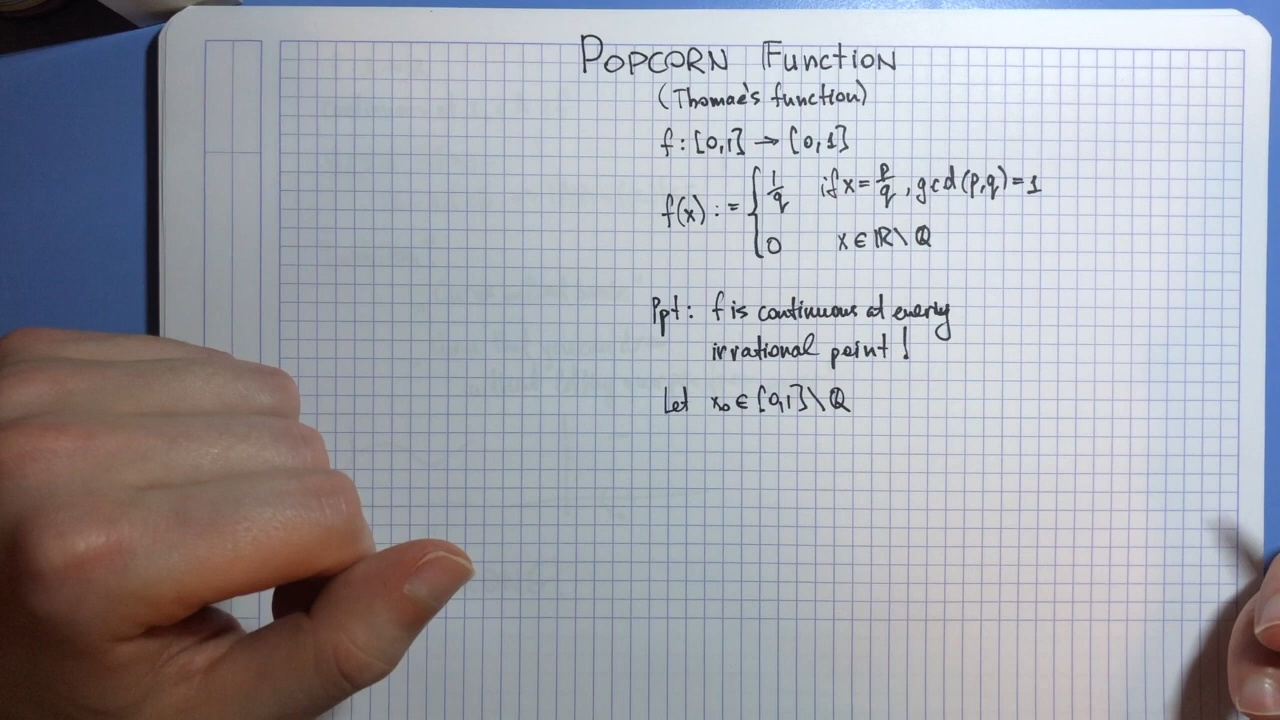 POPCORN Function
(Thomae's function)
f : [0,1] → [0,1]
f(x) := { 1/q if x = p/q , gcd(p,q) = 1
0 x ∈ ℝ \ ℚ
Ppt : f is continuous at every
irrational point !
Let x₀ ∈ [0,1] \ ℚ